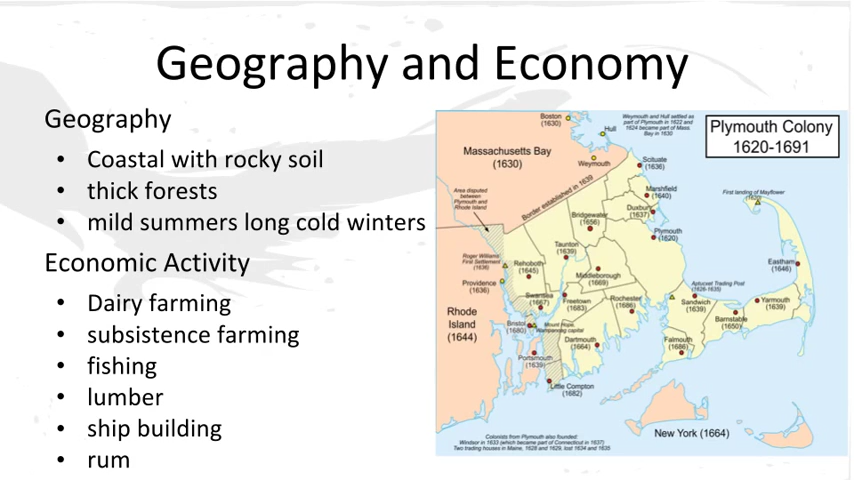 Geography and Economy
Geography
• Coastal with rocky soil
• thick forests
• mild summers long cold winters
Economic Activity
• Dairy farming
• subsistence farming
• fishing
• lumber
• ship building
• rum
Plymouth Colony
1620-1691
Boston
(1630)
Hull
Weymouth and Hull settled as
part of Plymouth in 1622 and
1624 became part of Mass.
Bay in 1630
Massachusetts Bay
(1630)
Weymouth
Scituate
(1636)
Border established in 1639
Area disputed
between
Plymouth and
Rhode Island
Marshfield
(1640)
Duxbury
(1637)
First landing of Mayflower
Bridgewater
(1656)
Plymouth
(1620)
Taunton
(1639)
Roger Williams
First Settlement
(1636)
Rehoboth
(1645)
Middleborough
(1669)
Eastham
(1646)
Providence
(1636)
Aptucxet Trading Post
(1626-1635)
Swansea
(1667)
Freetown
(1683)
Rochester
(1686)
Sandwich
(1639)
Yarmouth
(1639)
Rhode
Island
(1644)
Bristol
(1680)
Mount Hope,
Wampanoag capital
Barnstable
(1650)
Dartmouth
(1664)
Falmouth
(1686)
Portsmouth
(1639)
Little Compton
(1682)
New York (1664)
Colonists from Plymouth also founded:
Windsor in 1633 (which became part of Connecticut in 1637)
Two trading houses in Maine, 1628 and 1629, lost 1634 and 1635